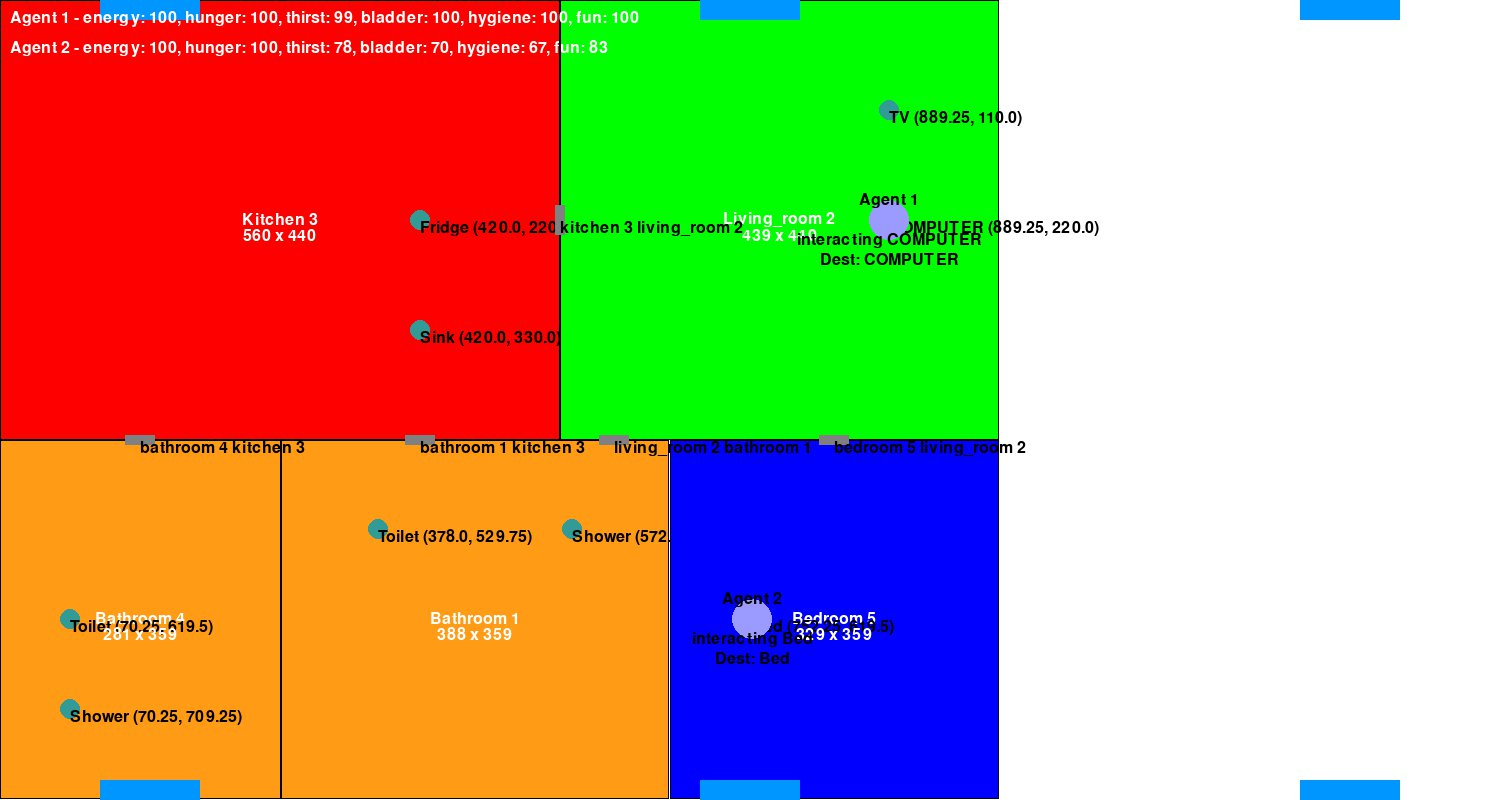 Agent 1 - energy: 100, hunger: 100, thirst: 99, bladder: 100, hygiene: 100, fun: 100
Agent 2 - energy: 100, hunger: 100, thirst: 78, bladder: 70, hygiene: 67, fun: 83
TV (889.25, 110.0)
Agent 1
Kitchen 3
560 x 440
Fridge (420.0, 220
kitchen 3 living_room 2
Living_room 2
439 x 440
COMPUTER (889.25, 220.0)
interacting COMPUTER
Dest: COMPUTER
Sink (420.0, 330.0)
bathroom 4 kitchen 3
bathroom 1 kitchen 3
living_room 2 bathroom 1
bedroom 5 living_room 2
Toilet (378.0, 529.75)
Shower (572.
Agent 2
Bathroom 4
281 x 359
Toilet (70.25, 619.5)
Bathroom 1
388 x 359
Bedroom 5
329 x 359
interacting Bed
Dest: Bed
Shower (70.25, 709.25)